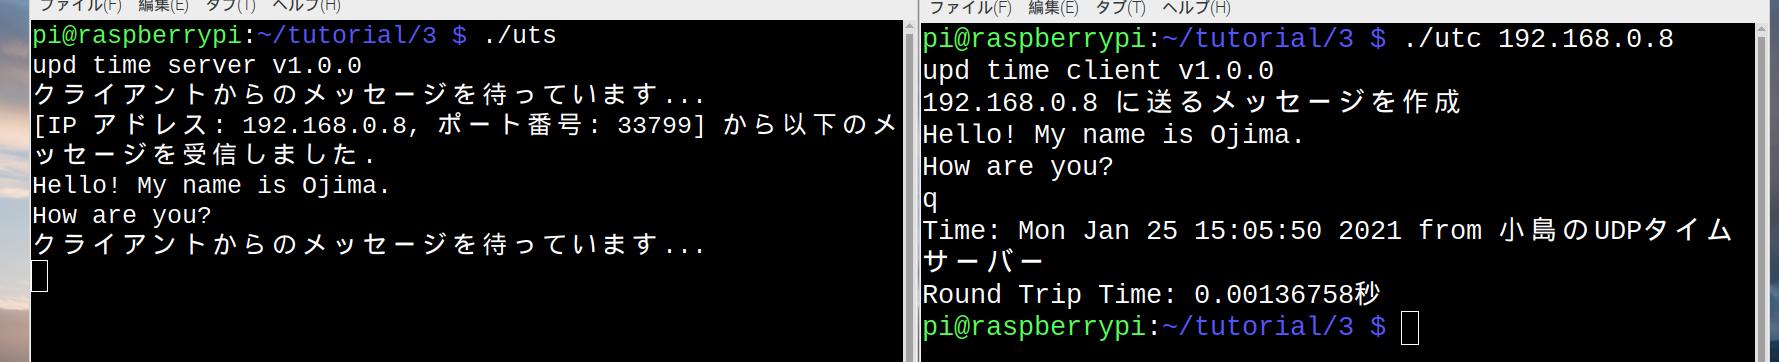 ファイル(F) 編集(E) タブ(T) ヘルプ(H)
pi@raspberrypi:~/tutorial/3 $ ./uts
upd time server v1.0.0
クライアントからのメッセージを待っています...
[IP アドレス: 192.168.0.8, ポート番号: 33799] から以下のメ
ッセージを受信しました.
Hello! My name is Ojima.
How are you?
クライアントからのメッセージを待っています...
ファイル(F) 編集(E) タブ(T) ヘルプ(H)
pi@raspberrypi:~/tutorial/3 $ ./utc 192.168.0.8
upd time client v1.0.0
192.168.0.8 に送るメッセージを作成
Hello! My name is Ojima.
How are you?
q
Time: Mon Jan 25 15:05:50 2021 from 小島のUDPタイム
サーバー
Round Trip Time: 0.00136758秒
pi@raspberrypi:~/tutorial/3 $